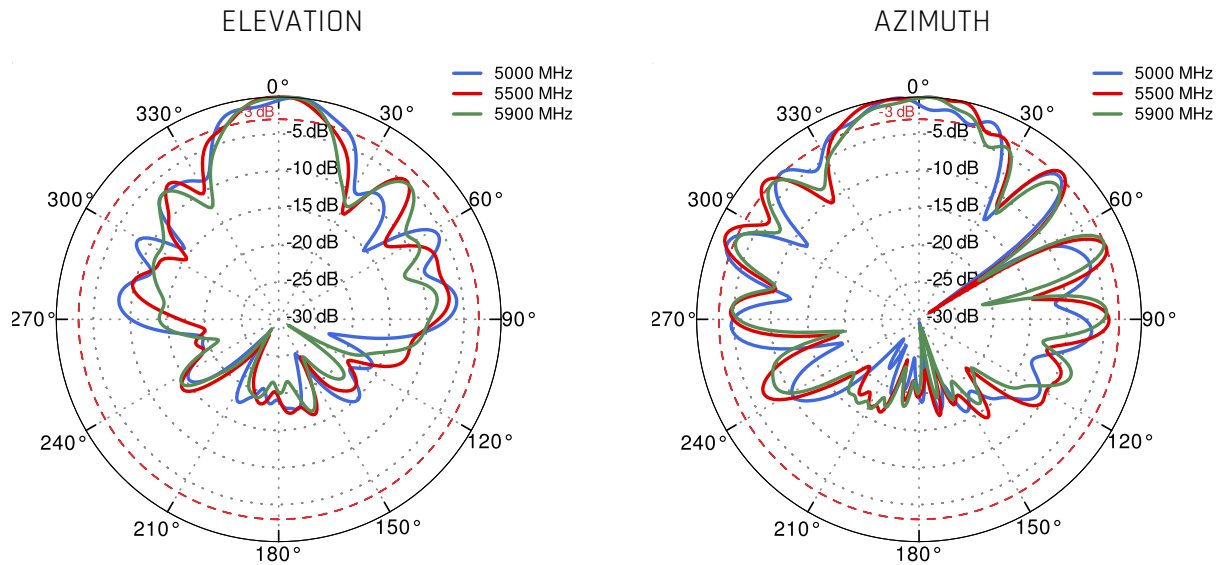 ELEVATION
5000 MHz
5500 MHz
5900 MHz
0°
330°
30°
-3 dB
-5 dB
-10 dB
300°
60°
-15 dB
-20 dB
-25 dB
-30 dB
270°
90°
240°
120°
210°
150°
180°
AZIMUTH
5000 MHz
5500 MHz
5900 MHz
0°
330°
30°
-3 dB
-5 dB
-10 dB
300°
60°
-15 dB
-20 dB
-25 dB
-30 dB
270°
90°
240°
120°
210°
150°
180°